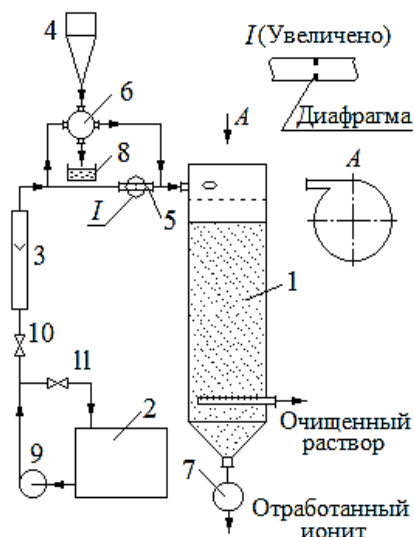 4
I (Увеличено)
6
A
Диафрагма
8
A
I
5
3
1
10
11
2
Очищенный
раствор
9
7
Отработанный
ионит